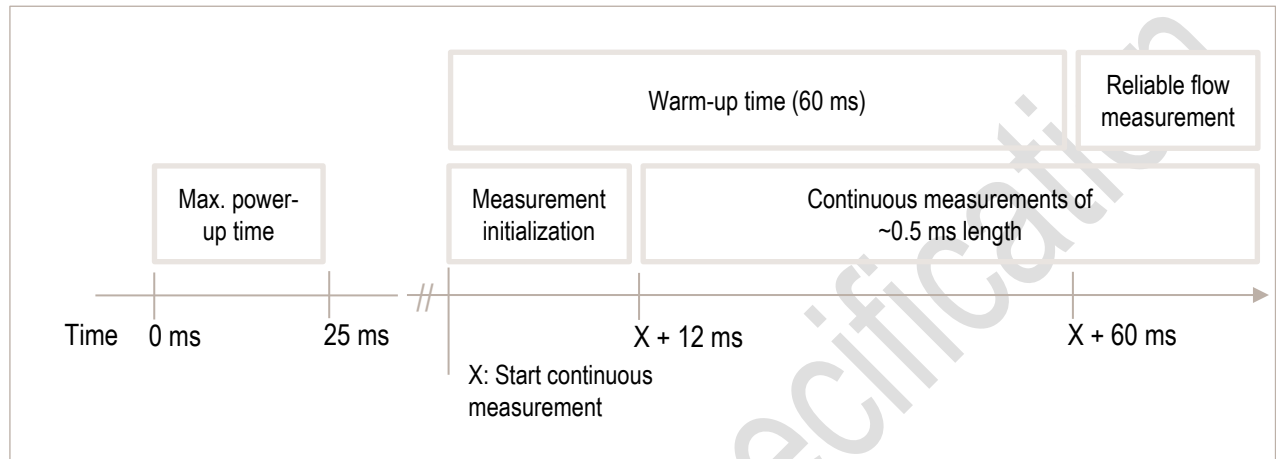 Warm-up time (60 ms)
Reliable flow
measurement
Max. power-
up time
Measurement
initialization
Continuous measurements of
~0.5 ms length
//
Time
0 ms
25 ms
X + 12 ms
X + 60 ms
X: Start continuous
measurement
ecification